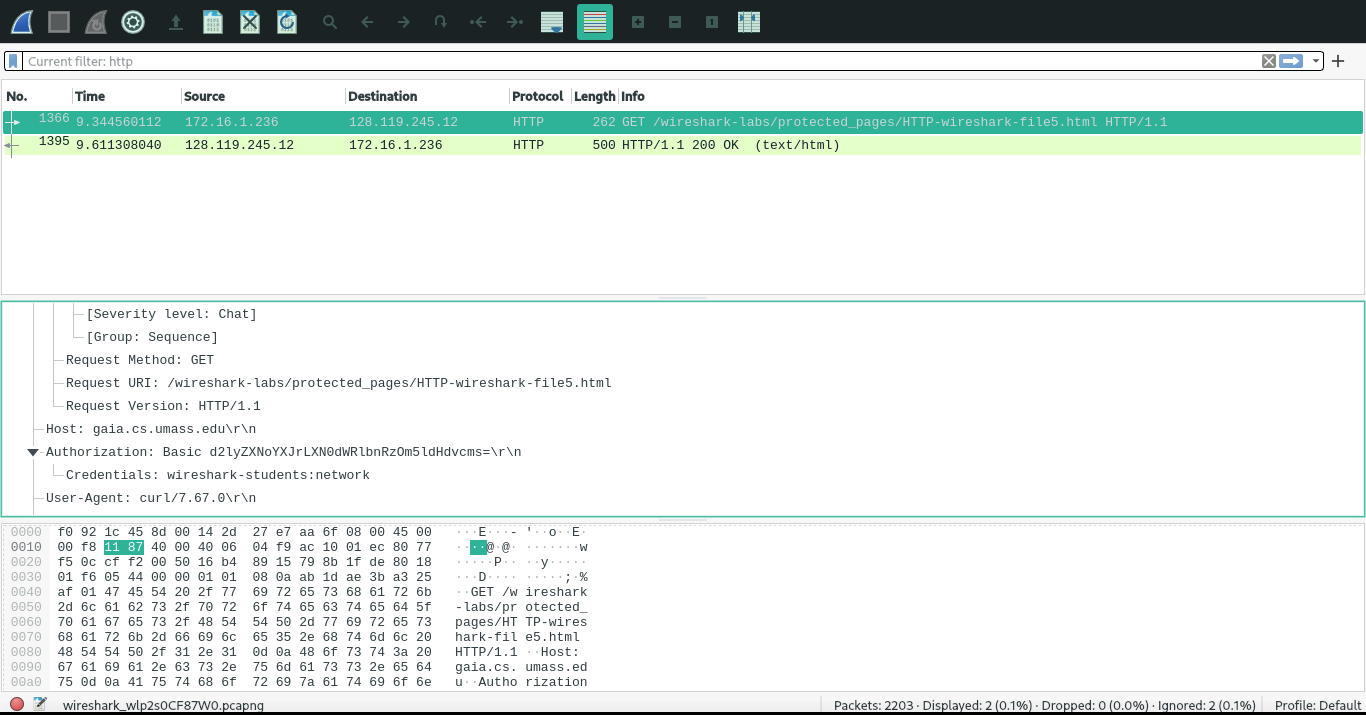 Current filter: http
No. Time Source Destination Protocol Length Info
1366 9.344560112 172.16.1.236 128.119.245.12 HTTP 262 GET /wireshark-labs/protected_pages/HTTP-wireshark-file5.html HTTP/1.1
1395 9.611308040 128.119.245.12 172.16.1.236 HTTP 500 HTTP/1.1 200 OK (text/html)
[Severity level: Chat]
[Group: Sequence]
Request Method: GET
Request URI: /wireshark-labs/protected_pages/HTTP-wireshark-file5.html
Request Version: HTTP/1.1
Host: gaia.cs.umass.edu\r\n
Authorization: Basic d2lyZXNoYXJrLXN0dWRlbnRzOm5ldHdvcms=\r\n
Credentials: wireshark-students:network
User-Agent: curl/7.67.0\r\n
0000 f0 92 1c 45 8d 00 14 2d 27 e7 aa 6f 08 00 45 00 ···E···- '··o··E·
0010 00 f8 11 87 40 00 40 06 04 f9 ac 10 01 ec 80 77 ····@·@· ·······w
0020 f5 0c cf f2 00 50 16 b4 89 15 79 8b 1f de 80 18 ·····P·· ··y·····
0030 01 f6 05 44 00 00 01 01 08 0a ab 1d ae 3b a3 25 ···D···· ·····;·%
0040 af 01 47 45 54 20 2f 77 69 72 65 73 68 61 72 6b ··GET /w ireshark
0050 2d 6c 61 62 73 2f 70 72 6f 74 65 63 74 65 64 5f -labs/pr otected_
0060 70 61 67 65 73 2f 48 54 54 50 2d 77 69 72 65 73 pages/HT TP-wires
0070 68 61 72 6b 2d 66 69 6c 65 35 2e 68 74 6d 6c 20 hark-fil e5.html
0080 48 54 54 50 2f 31 2e 31 0d 0a 48 6f 73 74 3a 20 HTTP/1.1 ··Host:
0090 67 61 69 61 2e 63 73 2e 75 6d 61 73 73 2e 65 64 gaia.cs. umass.ed
00a0 75 0d 0a 41 75 74 68 6f 72 69 7a 61 74 69 6f 6e u··Autho rization
wireshark_wlp2s0CF87W0.pcapng Packets: 2203 · Displayed: 2 (0.1%) · Dropped: 0 (0.0%) · Ignored: 2 (0.1%) Profile: Default